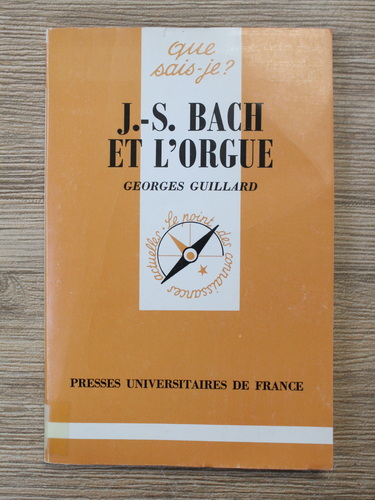 que
sais-je?
J.-S. BACH
ET L'ORGUE
GEORGES GUILLARD
Le point des connaissances actuelles
PRESSES UNIVERSITAIRES DE FRANCE